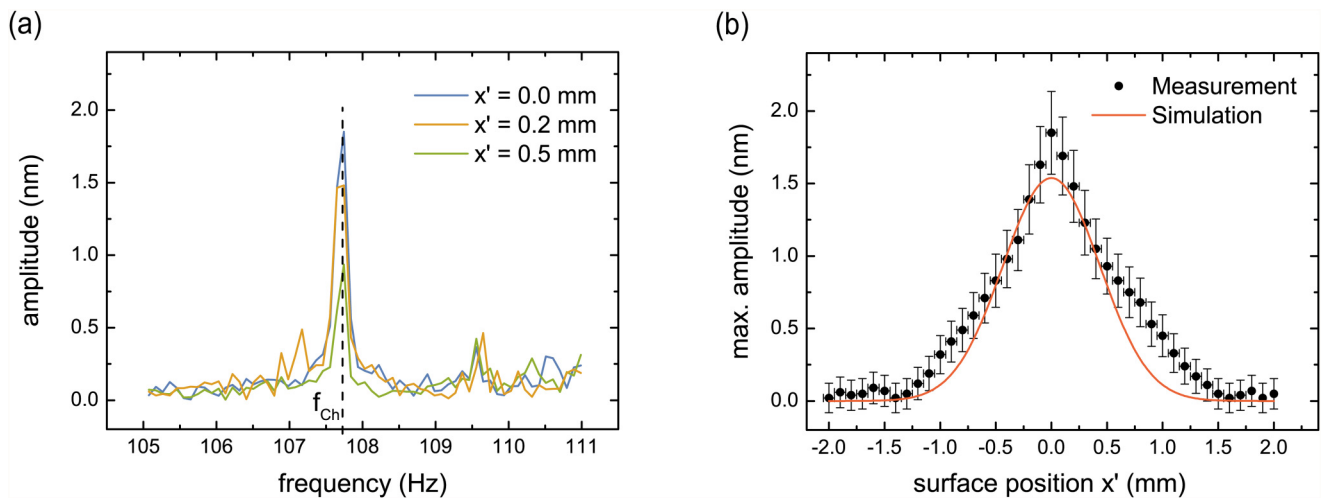 (a)
amplitude (nm)
2.0
1.5
1.0
0.5
0.0
x' = 0.0 mm
x' = 0.2 mm
x' = 0.5 mm
f_Ch
105 106 107 108 109 110 111
frequency (Hz)
(b)
max. amplitude (nm)
2.0
1.5
1.0
0.5
0.0
Measurement
Simulation
-2.0 -1.5 -1.0 -0.5 0.0 0.5 1.0 1.5 2.0
surface position x' (mm)